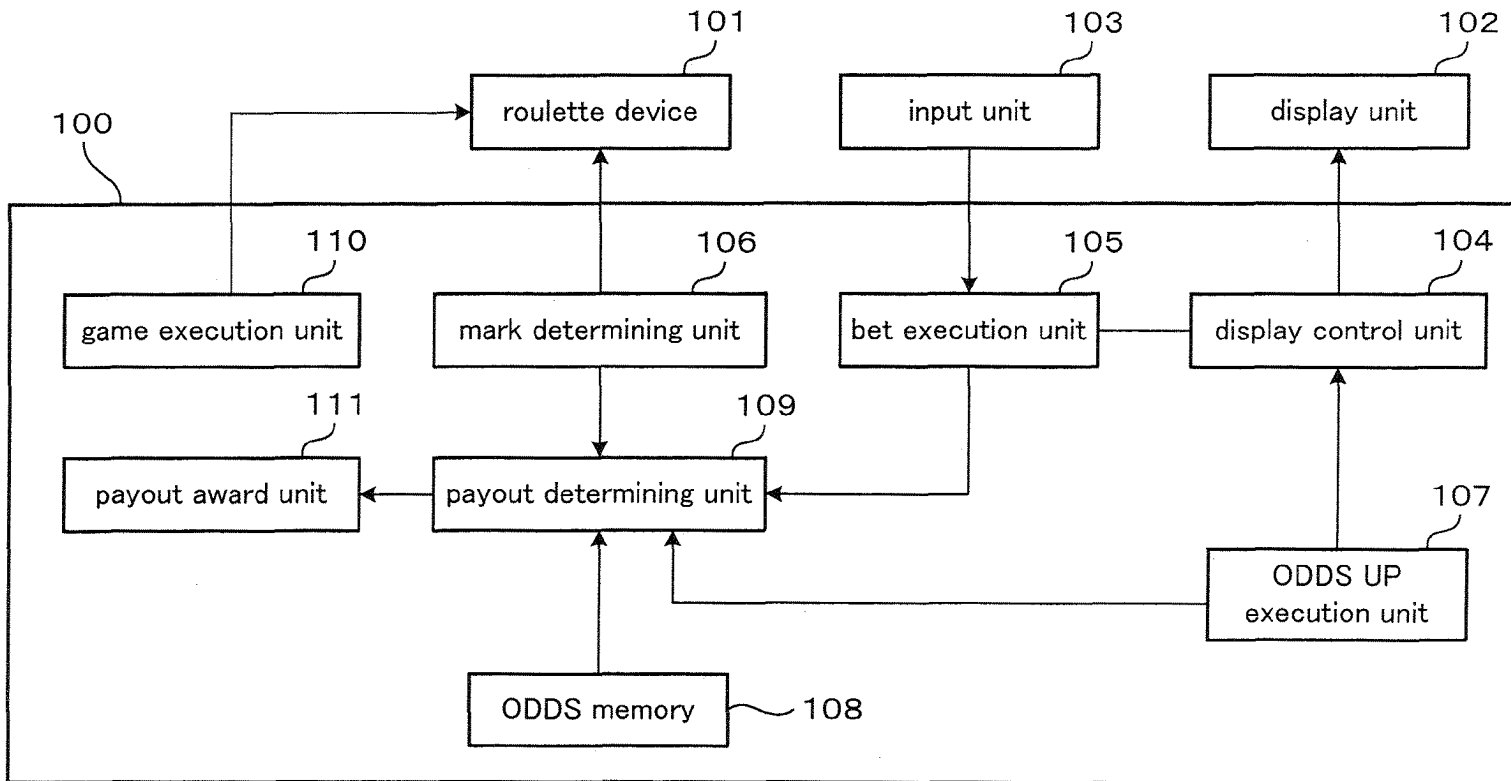 101
103
102
roulette device
input unit
display unit
100
110
106
105
104
game execution unit
mark determining unit
bet execution unit
display control unit
111
109
payout award unit
payout determining unit
107
ODDS UP
execution unit
ODDS memory
108